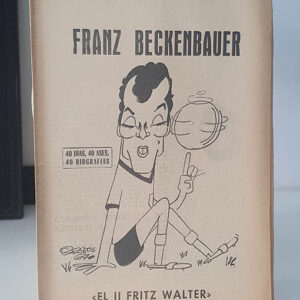 FRANZ BECKENBAUER
40 DIAS, 40 ASES,
40 BIOGRAFIAS
«EL II FRITZ WALTER»